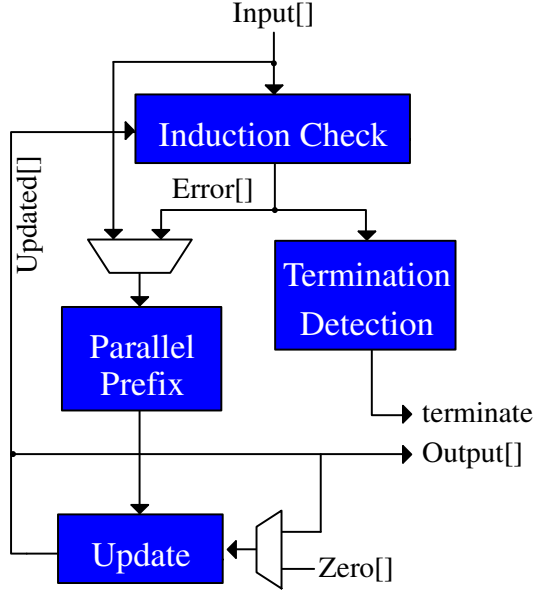 Input[]
Induction Check
Updated[]
Error[]
Termination
Detection
Parallel
Prefix
terminate
Output[]
Update
Zero[]